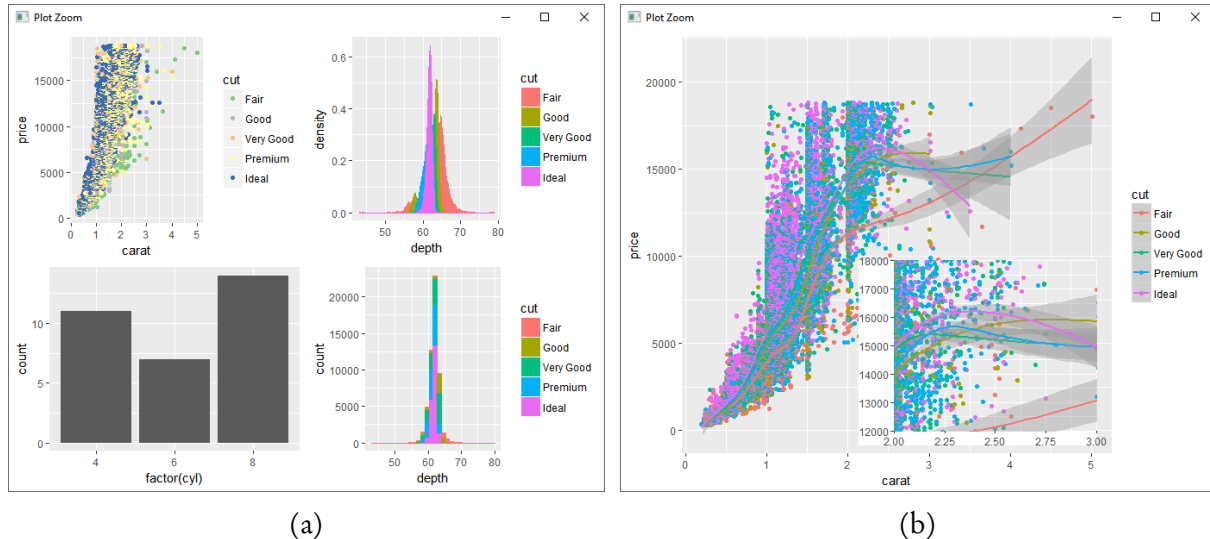 Plot Zoom
price
15000
10000
5000
0
0 1 2 3 4 5
carat
cut
Fair
Good
Very Good
Premium
Ideal
density
0.6
0.4
0.2
0.0
50 60 70 80
depth
cut
Fair
Good
Very Good
Premium
Ideal
count
10
5
0
4 6 8
factor(cyl)
count
20000
15000
10000
5000
0
50 60 70 80
depth
cut
Fair
Good
Very Good
Premium
Ideal
(a)
Plot Zoom
price
20000
15000
10000
5000
0
0 1 2 3 4 5
carat
18000
17000
16000
15000
14000
13000
12000
2.00 2.25 2.50 2.75 3.00
cut
Fair
Good
Very Good
Premium
Ideal
(b)